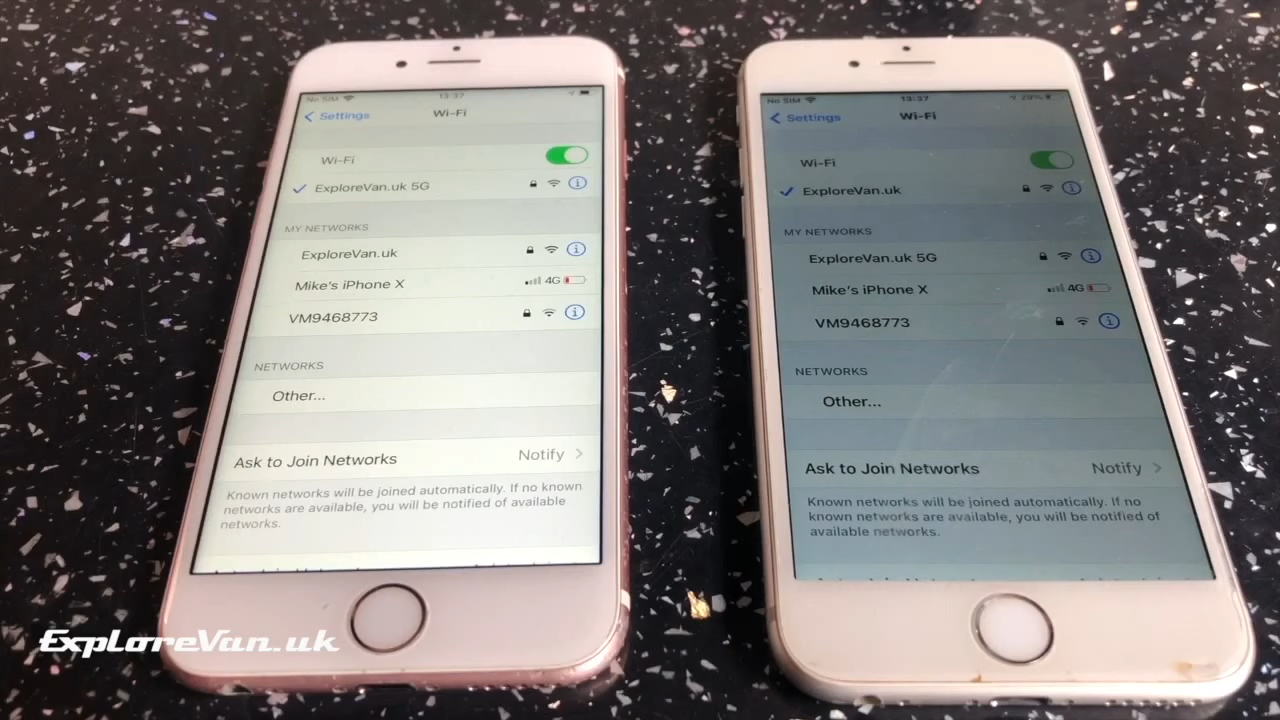 No SIM 13:37
Settings Wi-Fi
Wi-Fi
ExploreVan.uk 5G
MY NETWORKS
ExploreVan.uk
Mike's iPhone X 4G
VM9468773
NETWORKS
Other...
Ask to Join Networks Notify
Known networks will be joined automatically. If no known
networks are available, you will be notified of available
networks.
No SIM 13:37
Settings Wi-Fi
Wi-Fi
ExploreVan.uk
MY NETWORKS
ExploreVan.uk 5G
Mike's iPhone X 4G
VM9468773
NETWORKS
Other...
Ask to Join Networks Notify
Known networks will be joined automatically. If no
known networks are available, you will be notified of
available networks.
ExploreVan.uk